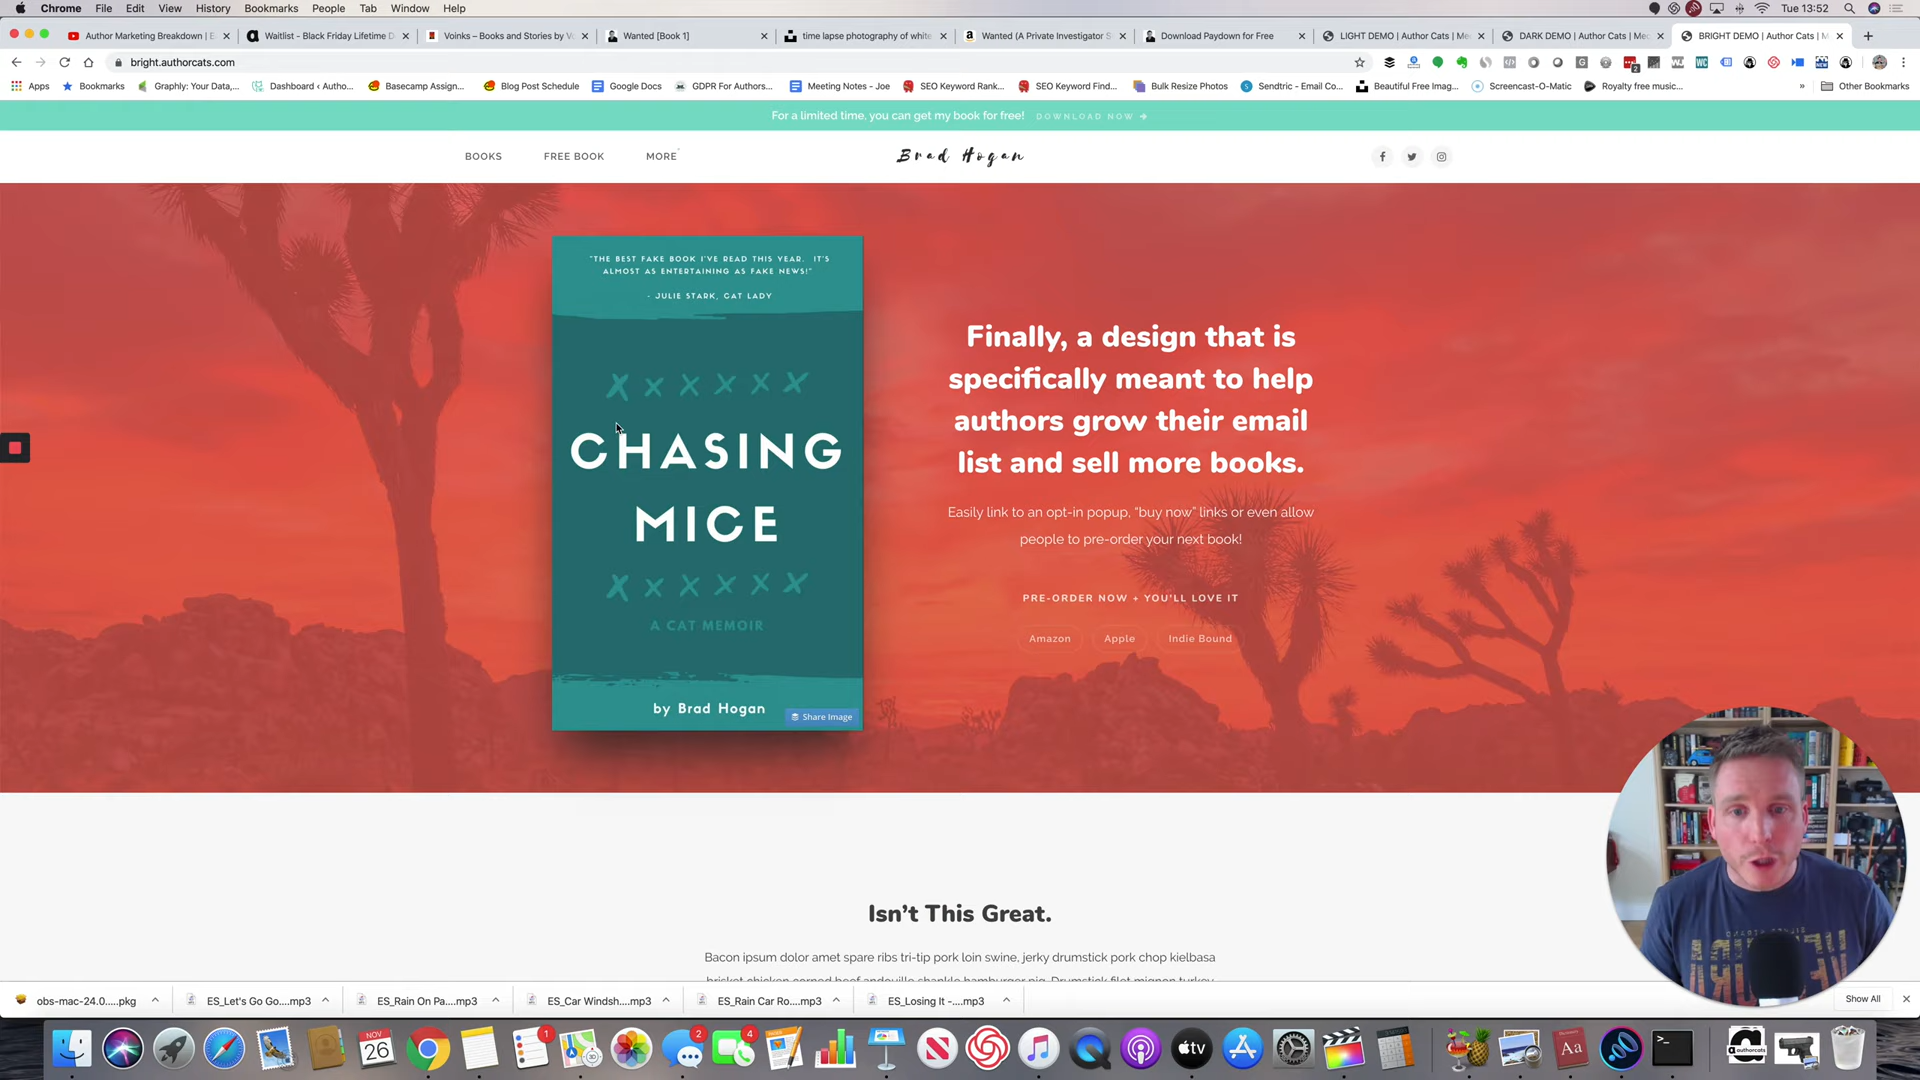 Chrome File Edit View History Bookmarks People Tab Window Help
Tue 13:52
Author Marketing Breakdown | E
Waitlist - Black Friday Lifetime D
Voinks – Books and Stories by V
Wanted [Book 1]
time lapse photography of white
Wanted (A Private Investigator S
Download Paydown for Free
LIGHT DEMO | Author Cats | Me
DARK DEMO | Author Cats | Me
BRIGHT DEMO | Author Cats | M
bright.authorcats.com
Apps
Bookmarks
Graphly: Your Data,...
Dashboard ‹ Autho...
Basecamp Assign...
Blog Post Schedule
Google Docs
GDPR For Authors...
Meeting Notes - Joe
SEO Keyword Rank...
SEO Keyword Find...
Bulk Resize Photos
Sendtric - Email Co...
Beautiful Free Imag...
Screencast-O-Matic
Royalty free music...
»
Other Bookmarks
For a limited time, you can get my book for free! DOWNLOAD NOW
BOOKS FREE BOOK MORE
Brad Hogan
"THE BEST FAKE BOOK I'VE READ THIS YEAR. IT'S
ALMOST AS ENTERTAINING AS FAKE NEWS!"
- JULIE STARK, CAT LADY
CHASING
MICE
A CAT MEMOIR
by Brad Hogan
Share Image
Finally, a design that is
specifically meant to help
authors grow their email
list and sell more books.
Easily link to an opt-in popup, "buy now" links or even allow
people to pre-order your next book!
PRE-ORDER NOW + YOU'LL LOVE IT
Amazon Apple Indie Bound
Isn't This Great.
Bacon ipsum dolor amet spare ribs tri-tip pork loin swine, jerky drumstick pork chop kielbasa
obs-mac-24.0.....pkg
ES_Let's Go Go....mp3
ES_Rain On Pa....mp3
ES_Car Windsh....mp3
ES_Rain Car Ro....mp3
ES_Losing It -....mp3
Show All
NOV
26
1
2
4
tv
Aa
authorcats